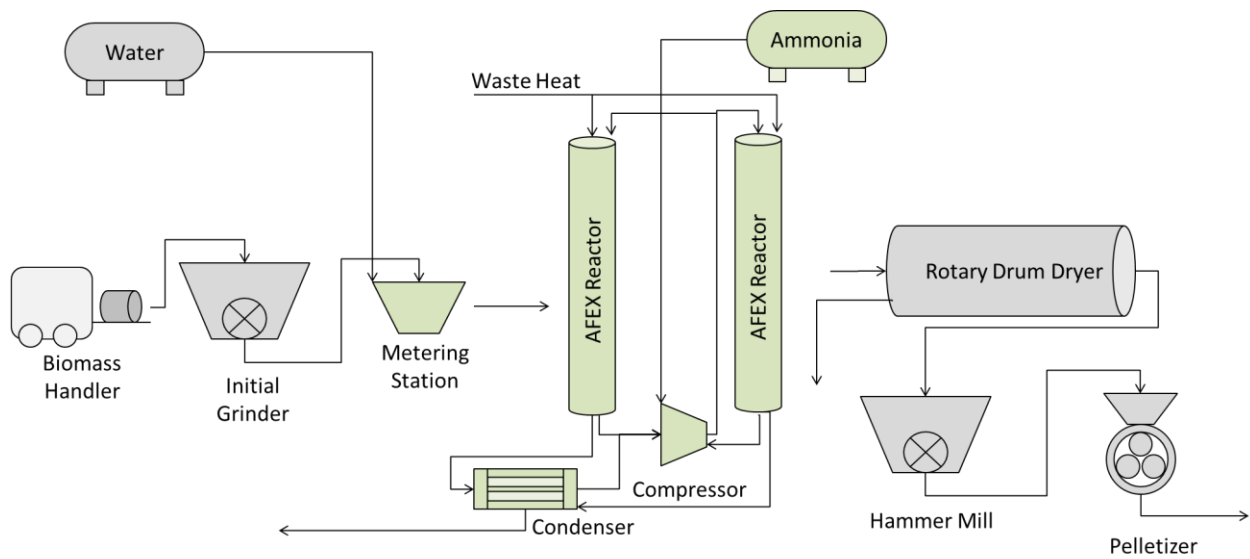 Water
Ammonia
Waste Heat
AFEX Reactor
AFEX Reactor
Rotary Drum Dryer
Biomass
Handler
Initial
Grinder
Metering
Station
Compressor
Condenser
Hammer Mill
Pelletizer